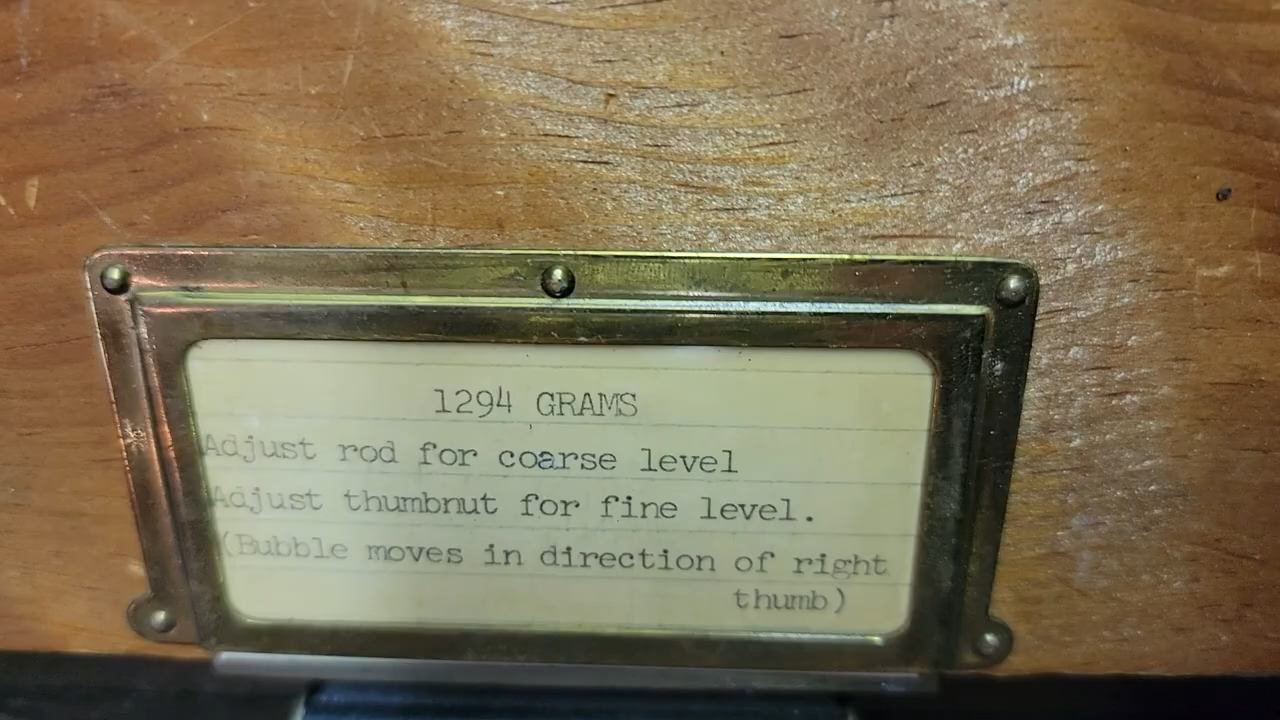 1294 GRAMS
Adjust rod for coarse level
Adjust thumbnut for fine level.
(Bubble moves in direction of right
thumb)